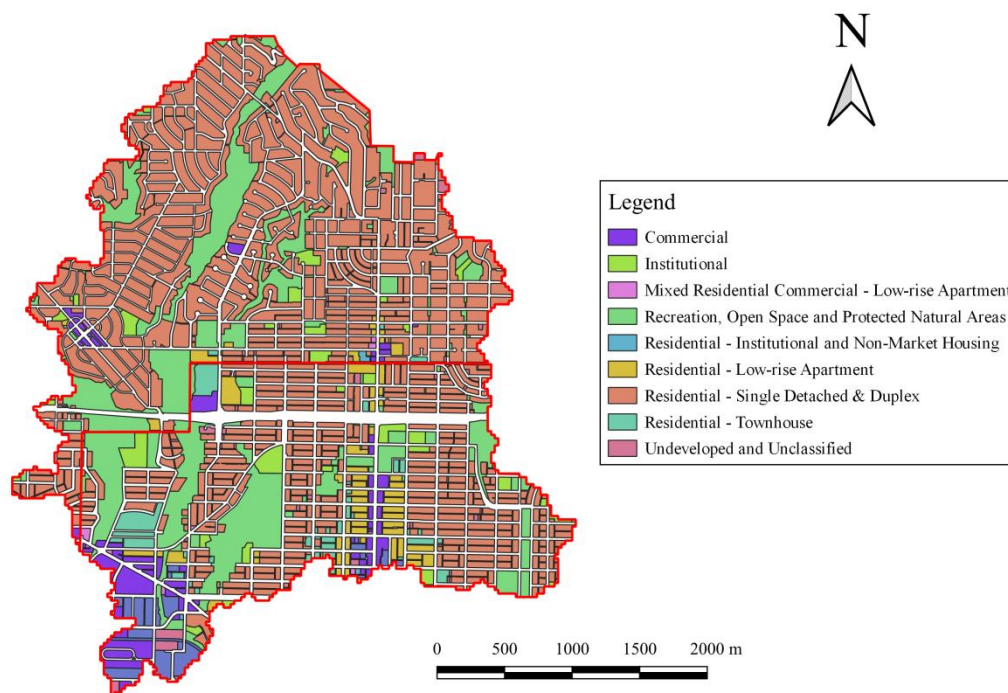 N
Legend
Commercial
Institutional
Mixed Residential Commercial - Low-rise Apartment
Recreation, Open Space and Protected Natural Areas
Residential - Institutional and Non-Market Housing
Residential - Low-rise Apartment
Residential - Single Detached & Duplex
Residential - Townhouse
Undeveloped and Unclassified
0 500 1000 1500 2000 m